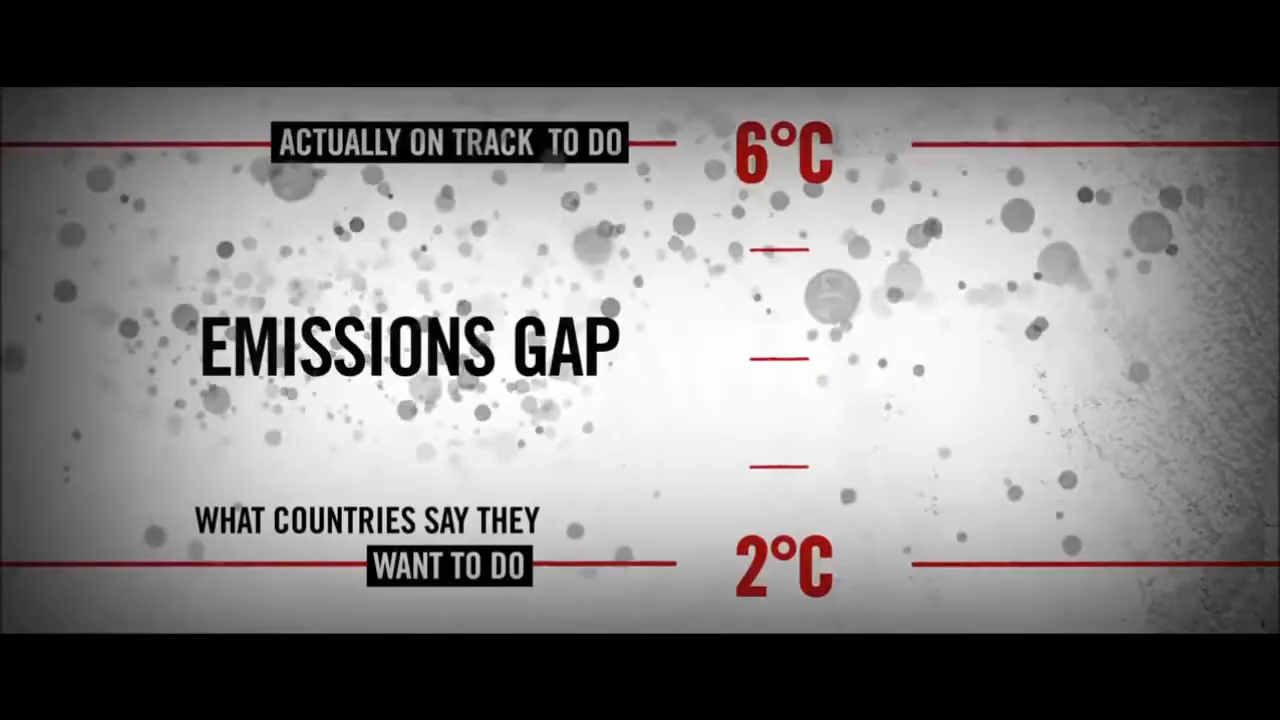 ACTUALLY ON TRACK TO DO
6°C
EMISSIONS GAP
WHAT COUNTRIES SAY THEY
WANT TO DO
2°C